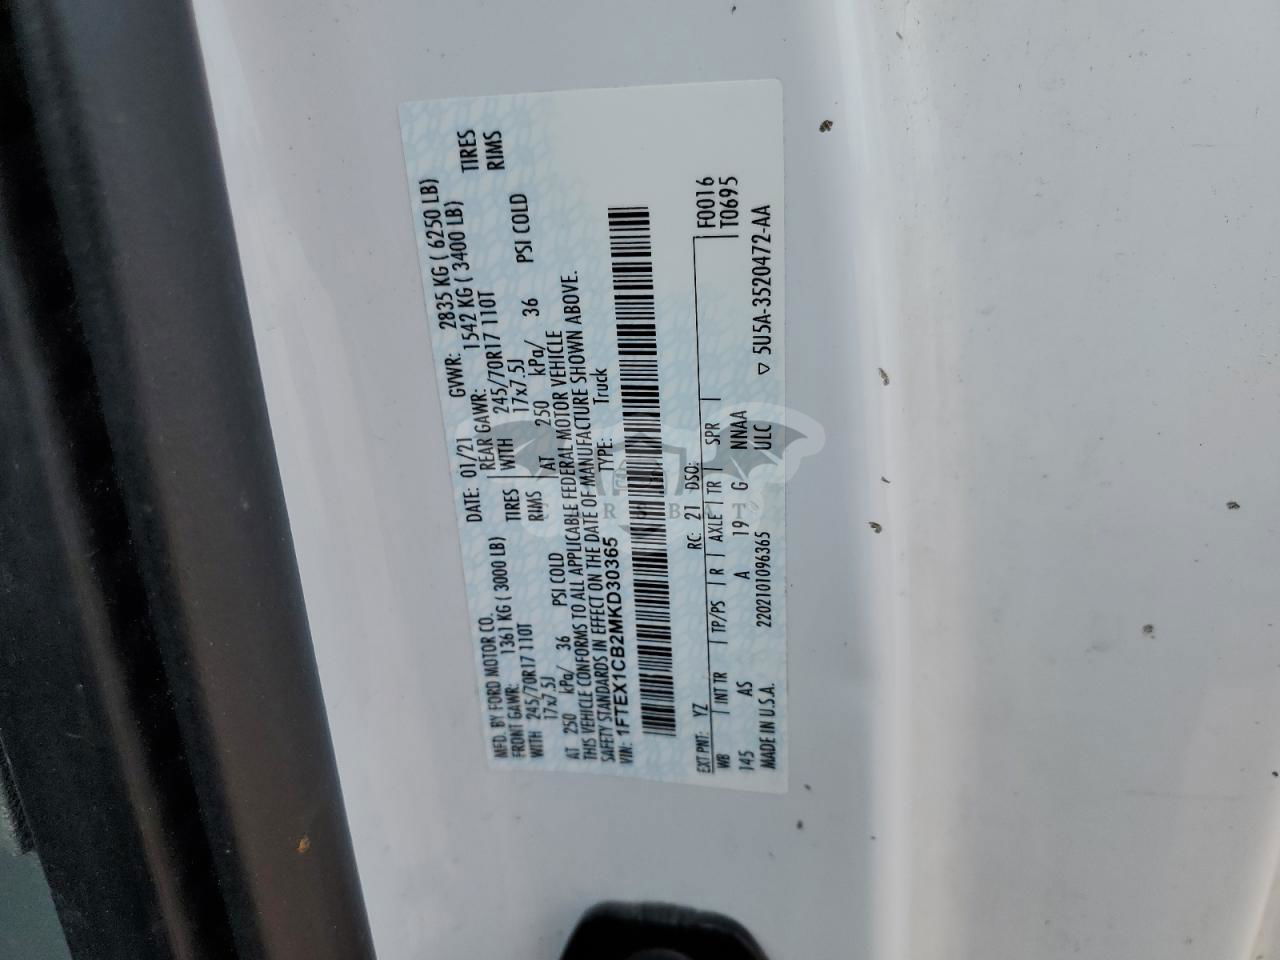 MFD. BY FORD MOTOR CO.
DATE: 01/21 GVWR: 2835 KG ( 6250 LB)
FRONT GAWR: 1361 KG ( 3000 LB) REAR GAWR: 1542 KG ( 3400 LB)
WITH 245/70R17 110T TIRES WITH 245/70R17 110T TIRES
17x7.5J RIMS 17x7.5J RIMS
AT 250 kPa/ 36 PSI COLD AT 250 kPa/ 36 PSI COLD
THIS VEHICLE CONFORMS TO ALL APPLICABLE FEDERAL MOTOR VEHICLE
SAFETY STANDARDS IN EFFECT ON THE DATE OF MANUFACTURE SHOWN ABOVE.
VIN: 1FTEX1CB2MKD30365 TYPE: Truck
F0016
EXT PNT: YZ RC: 21 DSO: T0695
WB INT TR TP/PS R AXLE TR SPR
145 AS A 19 G NNAA
MADE IN U.S.A. 2202101096365 ULC ▽ 5U5A-3520472-AA
CARSBAT